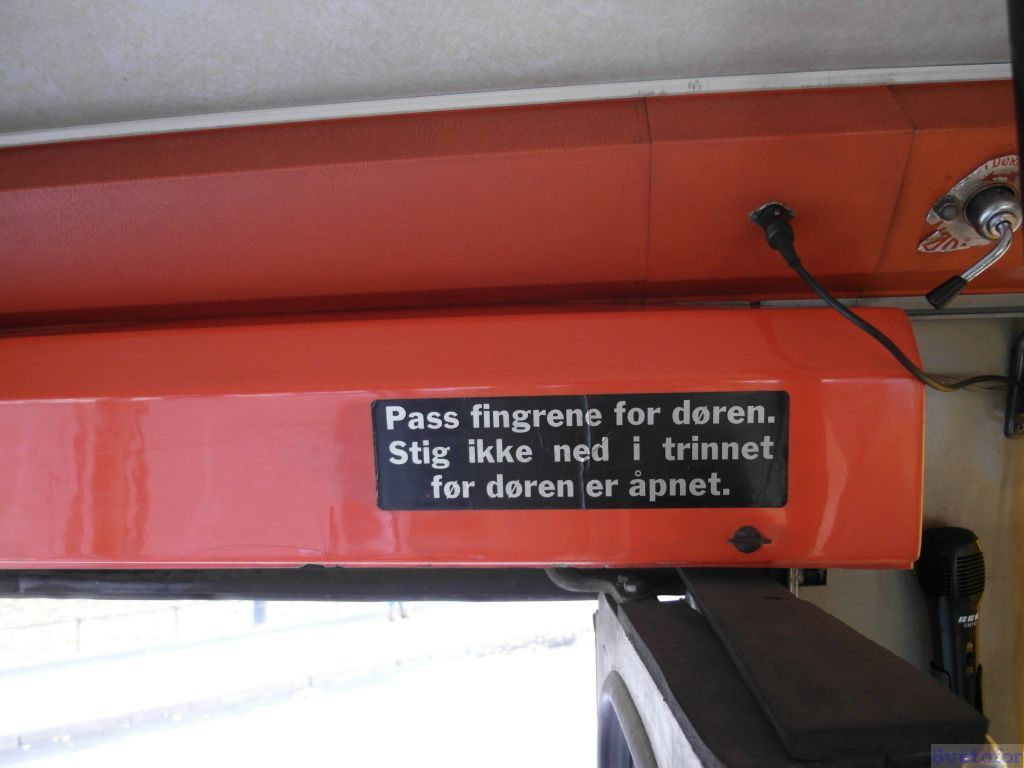 Pass fingrene for døren.
Stig ikke ned i trinnet
før døren er åpnet.
Svetofor